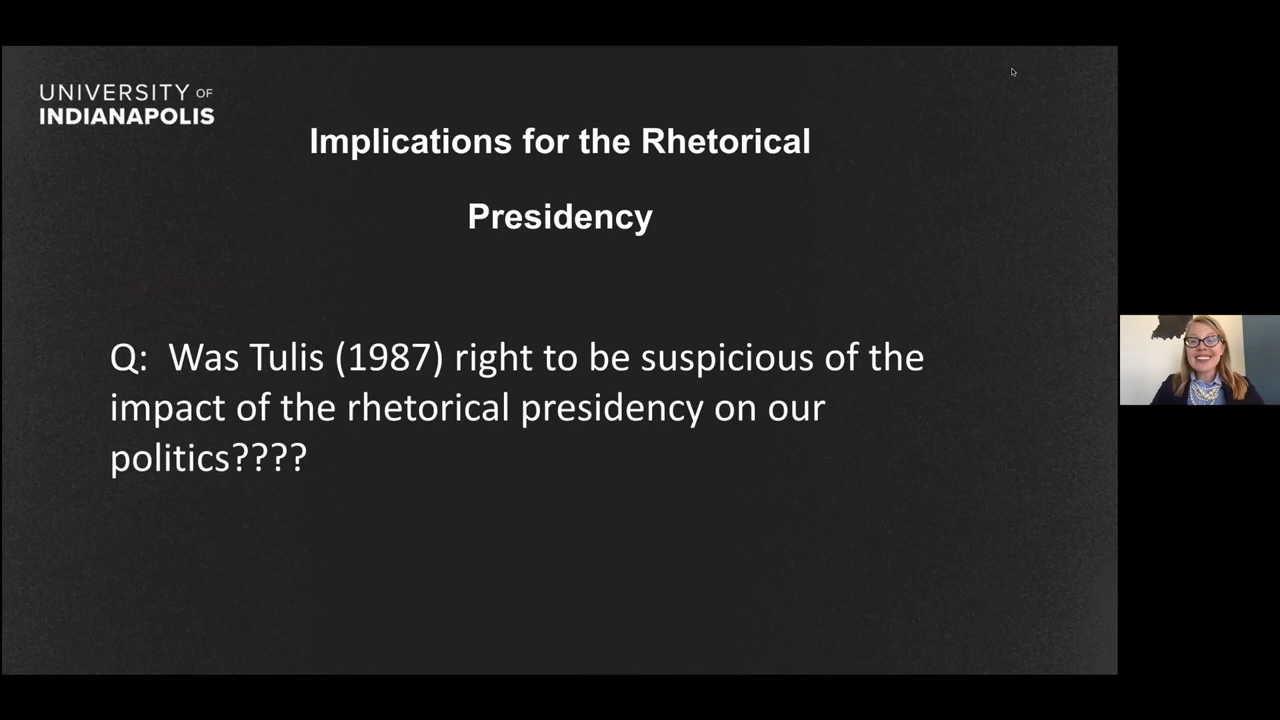 UNIVERSITY OF
INDIANAPOLIS
Implications for the Rhetorical
Presidency
Q: Was Tulis (1987) right to be suspicious of the
impact of the rhetorical presidency on our
politics????